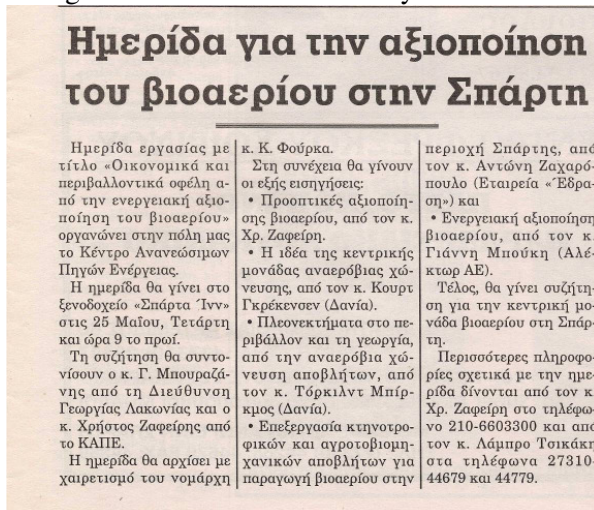 Ημερίδα για την αξιοποίηση
του βιοαερίου στην Σπάρτη
Ημερίδα εργασίας με
τίτλο «Οικονομικά και
περιβαλλοντικά οφέλη α-
πό την ενεργειακή αξιο-
ποίηση του βιοαερίου»
οργανώνει στην πόλη μας
το Κέντρο Ανανεώσιμων
Πηγών Ενέργειας.
Η ημερίδα θα γίνει στο
ξενοδοχείο «Σπάρτα Ίνν»
στις 25 Μαΐου, Τετάρτη
και ώρα 9 το πρωί.
Τη συζήτηση θα συντο-
νίσουν ο κ. Γ. Μπουραζά-
νης από τη Διεύθυνση
Γεωργίας Λακωνίας και ο
κ. Χρήστος Ζαφείρης από
το ΚΑΠΕ.
Η ημερίδα θα αρχίσει με
χαιρετισμό του νομάρχη
κ. Κ. Φούρκα.
Στη συνέχεια θα γίνουν
οι εξής εισηγήσεις:
• Προοπτικές αξιοποίη-
σης βιοαερίου, από τον κ.
Χρ. Ζαφείρη.
• Η ιδέα της κεντρικής
μονάδας αναερόβιας χώ-
νευσης, από τον κ. Κουρτ
Γκρέκενσεν (Δανία).
• Πλεονεκτήματα στο πε-
ριβάλλον και τη γεωργία,
από την αναερόβια χώ-
νευση αποβλήτων, από
τον κ. Τόρκιλντ Μπίρ-
κμος (Δανία).
• Επεξεργασία κτηνοτρο-
φικών και αγροτοβιομη-
χανικών αποβλήτων για
παραγωγή βιοαερίου στην
περιοχή Σπάρτης, από
τον κ. Αντώνη Ζαχαρό-
πουλο (Εταιρεία «Έδρα-
ση») και
• Ενεργειακή αξιοποίηση
βιοαερίου, από τον κ.
Γιάννη Μπούκη (Αλέ-
κτωρ ΑΕ).
Τέλος, θα γίνει συζήτη-
ση για την κεντρική μο-
νάδα βιοαερίου στη Σπάρ-
τη.
Περισσότερες πληροφο-
ρίες σχετικά με την ημε-
ρίδα δίνονται από τον κ.
Χρ. Ζαφείρη στο τηλέφω-
νο 210-6603300 και από
τον κ. Λάμπρο Τσικάκη
στα τηλέφωνα 27310-
44679 και 44779.